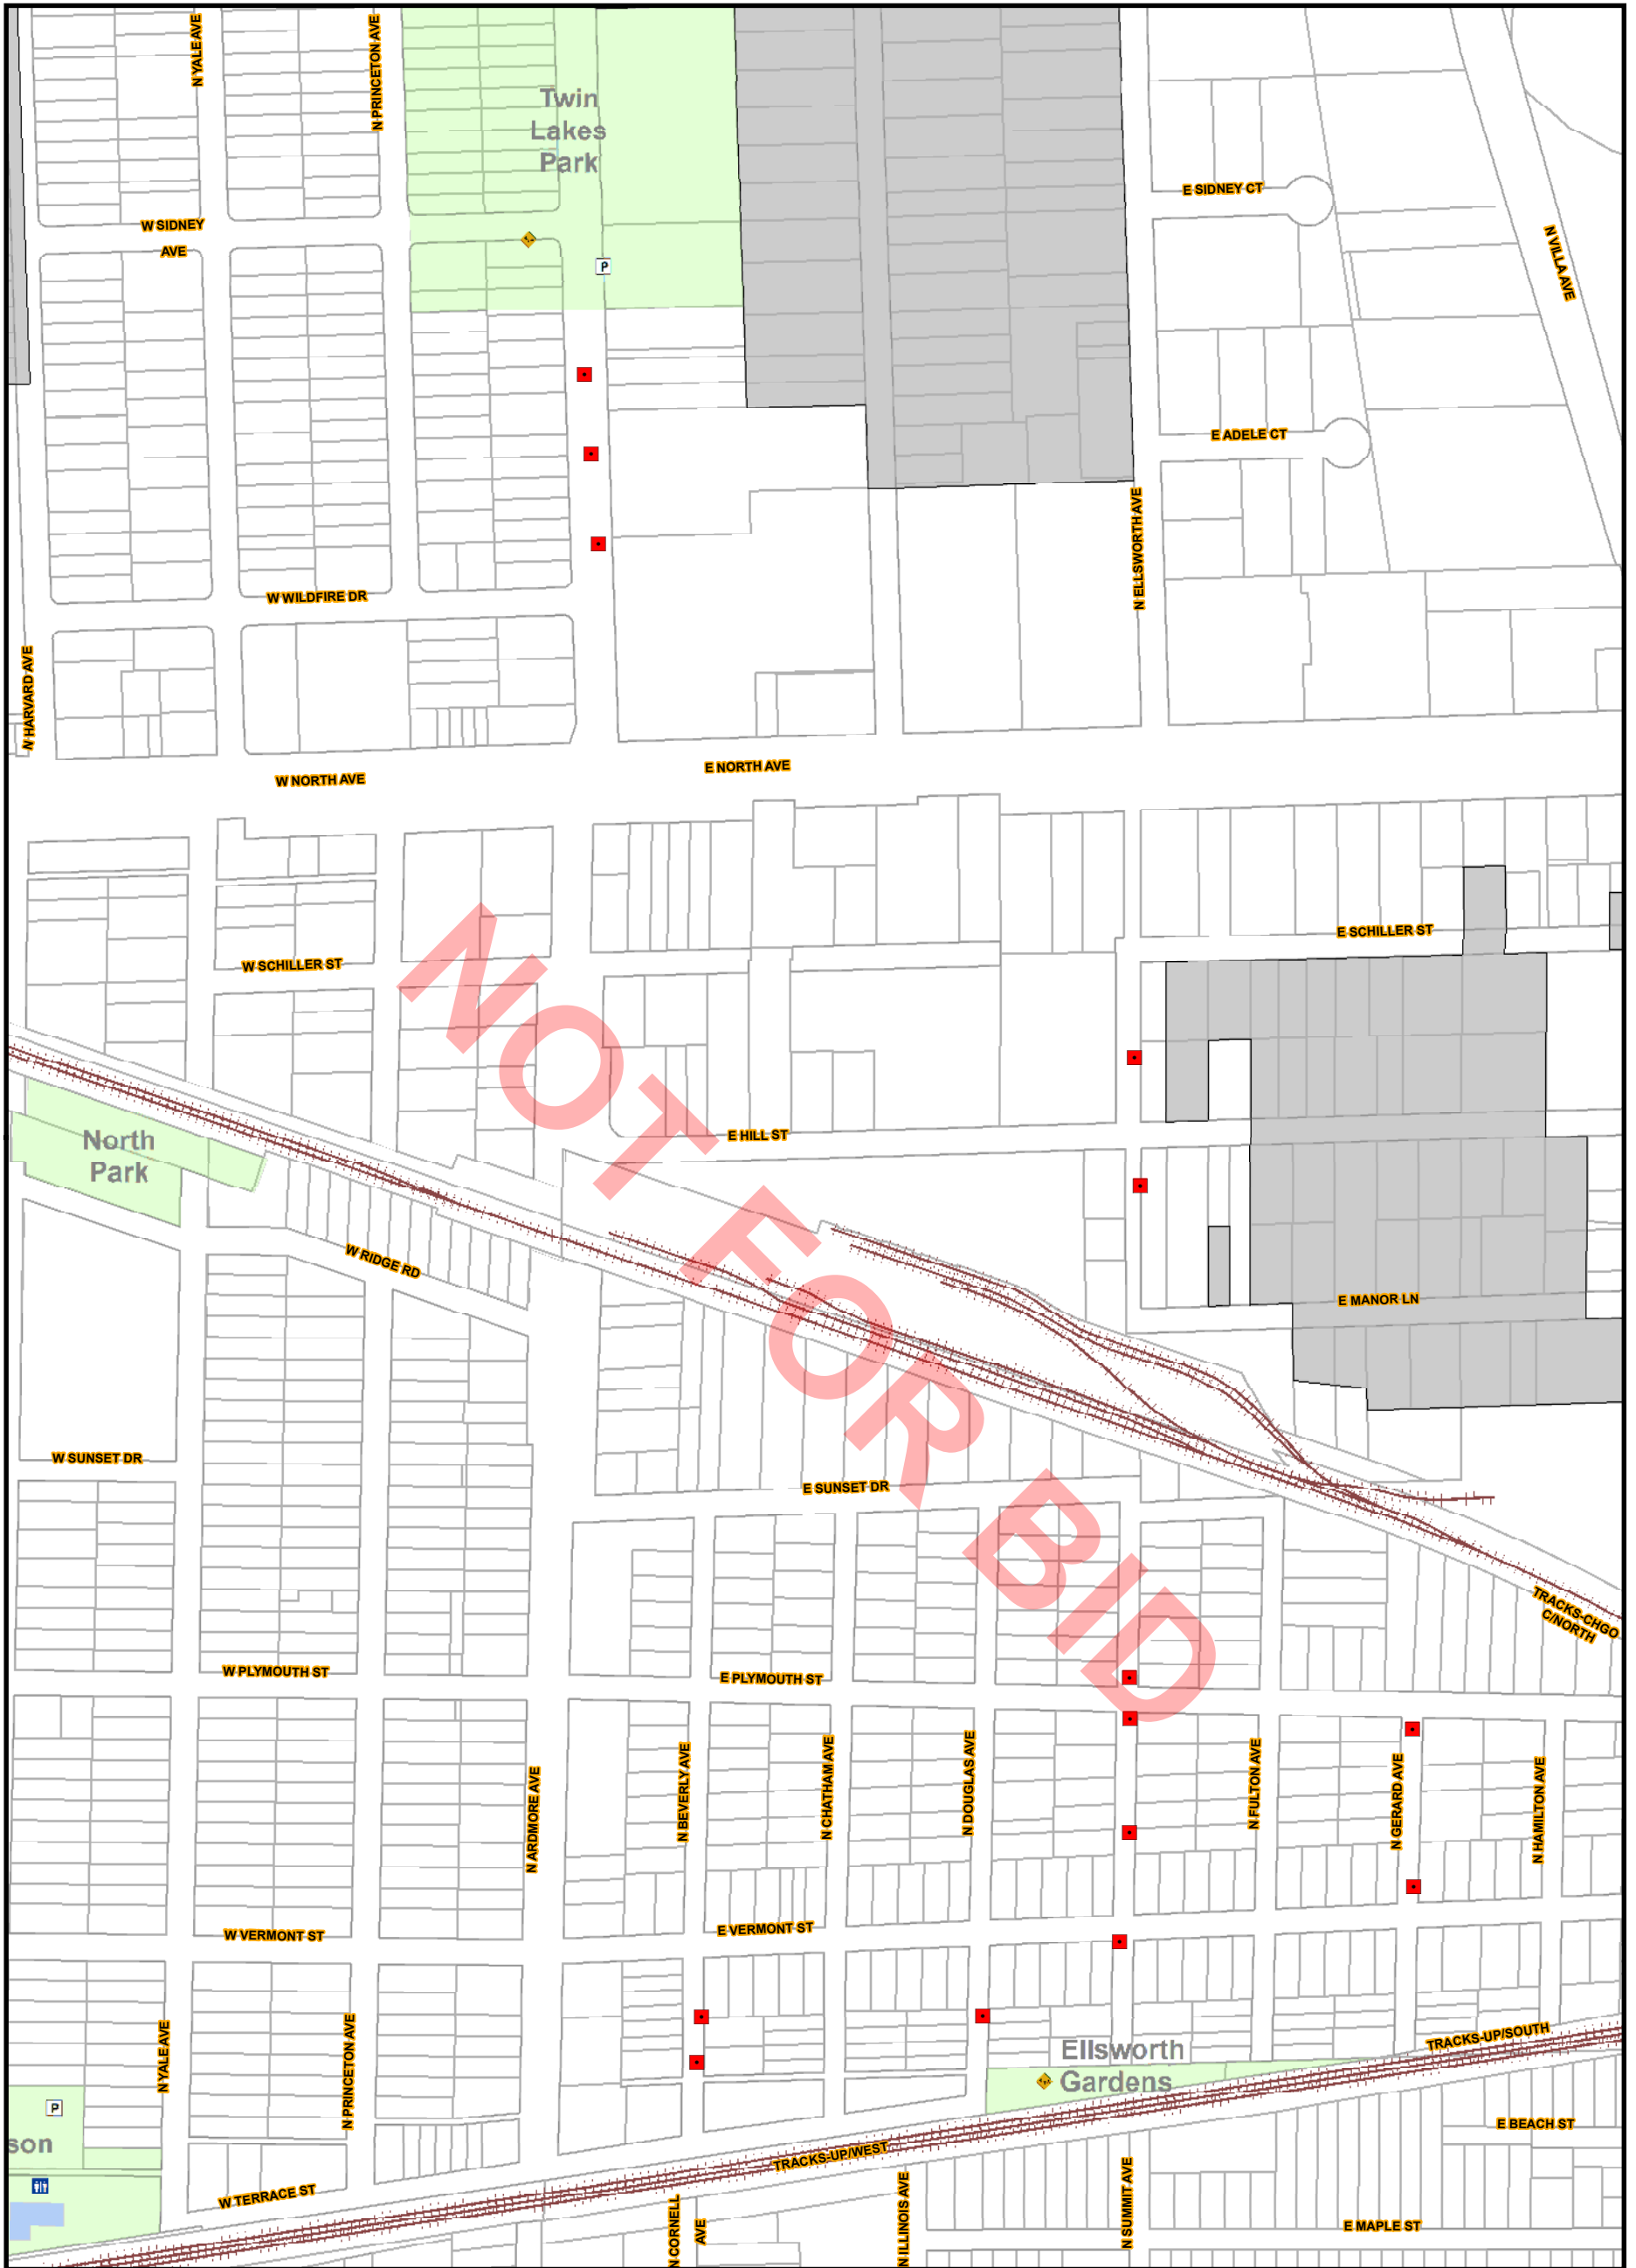 N YALE AVE
N PRINCETON AVE
Twin
Lakes
Park
E SIDNEY CT
W SIDNEY
AVE
N VILLA AVE
P
E ADELE CT
N ELLSWORTH AVE
W WILDFIRE DR
N HARVARD AVE
W NORTH AVE
E NORTH AVE
E SCHILLER ST
W SCHILLER ST
NOT FOR BID
E HILL ST
North
Park
W RIDGE RD
E MANOR LN
W SUNSET DR
E SUNSET DR
TRACKS-CHGO
C/NORTH
W PLYMOUTH ST
E PLYMOUTH ST
N ARDMORE AVE
N BEVERLY AVE
N CHATHAM AVE
N DOUGLAS AVE
N FULTON AVE
N GERARD AVE
N HAMILTON AVE
W VERMONT ST
E VERMONT ST
N YALE AVE
N PRINCETON AVE
Ellsworth
Gardens
TRACKS-UP/SOUTH
P
son
E BEACH ST
TRACKS-UP/WEST
W TERRACE ST
N CORNELL
AVE
N ILLINOIS AVE
N SUMMIT AVE
E MAPLE ST